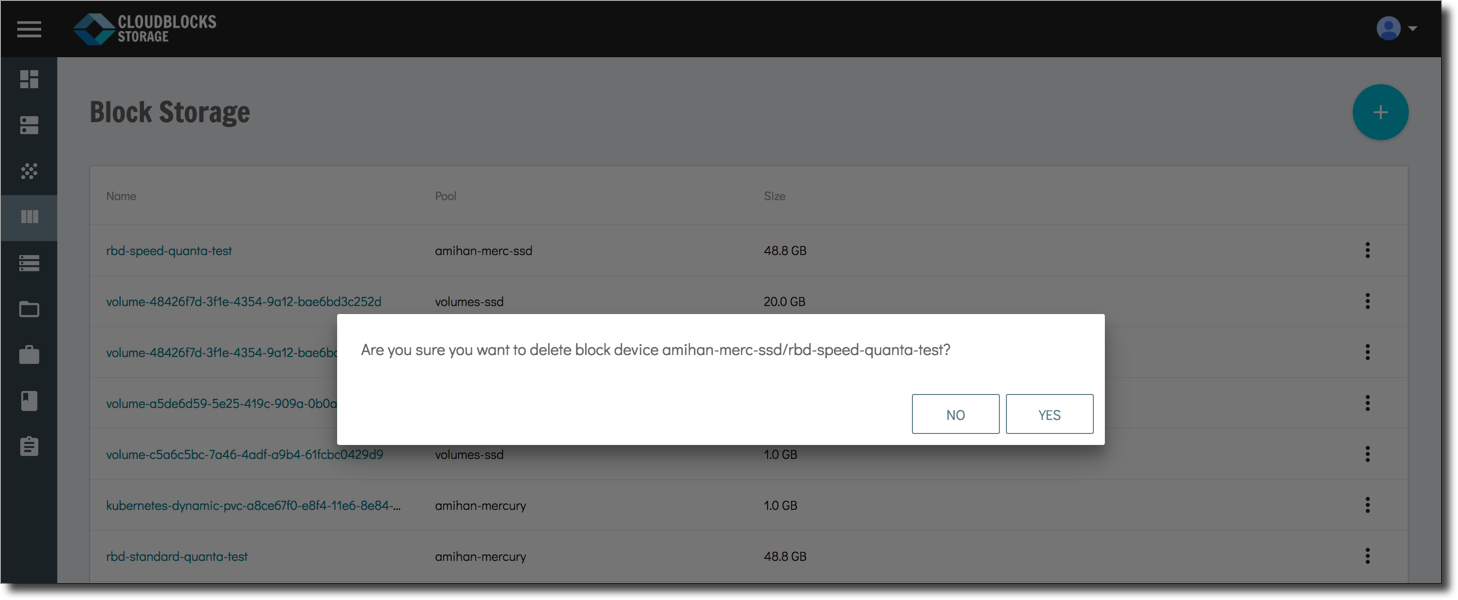 CLOUDBLOCKS
STORAGE
Block Storage
+
Name Pool Size
rbd-speed-quanta-test amihan-merc-ssd 48.8 GB
volume-48426f7d-3f1e-4354-9a12-bae6bd3c252d volumes-ssd 20.0 GB
volume-48426f7d-3f1e-4354-9a12-bae6bc
Are you sure you want to delete block device amihan-merc-ssd/rbd-speed-quanta-test?
volume-a5de6d59-5e25-419c-909a-0b0a
NO YES
volume-c5a6c5bc-7a46-4adf-a9b4-61fcbc0429d9 volumes-ssd 1.0 GB
kubernetes-dynamic-pvc-a8ce67f0-e8f4-11e6-8e84-... amihan-mercury 1.0 GB
rbd-standard-quanta-test amihan-mercury 48.8 GB